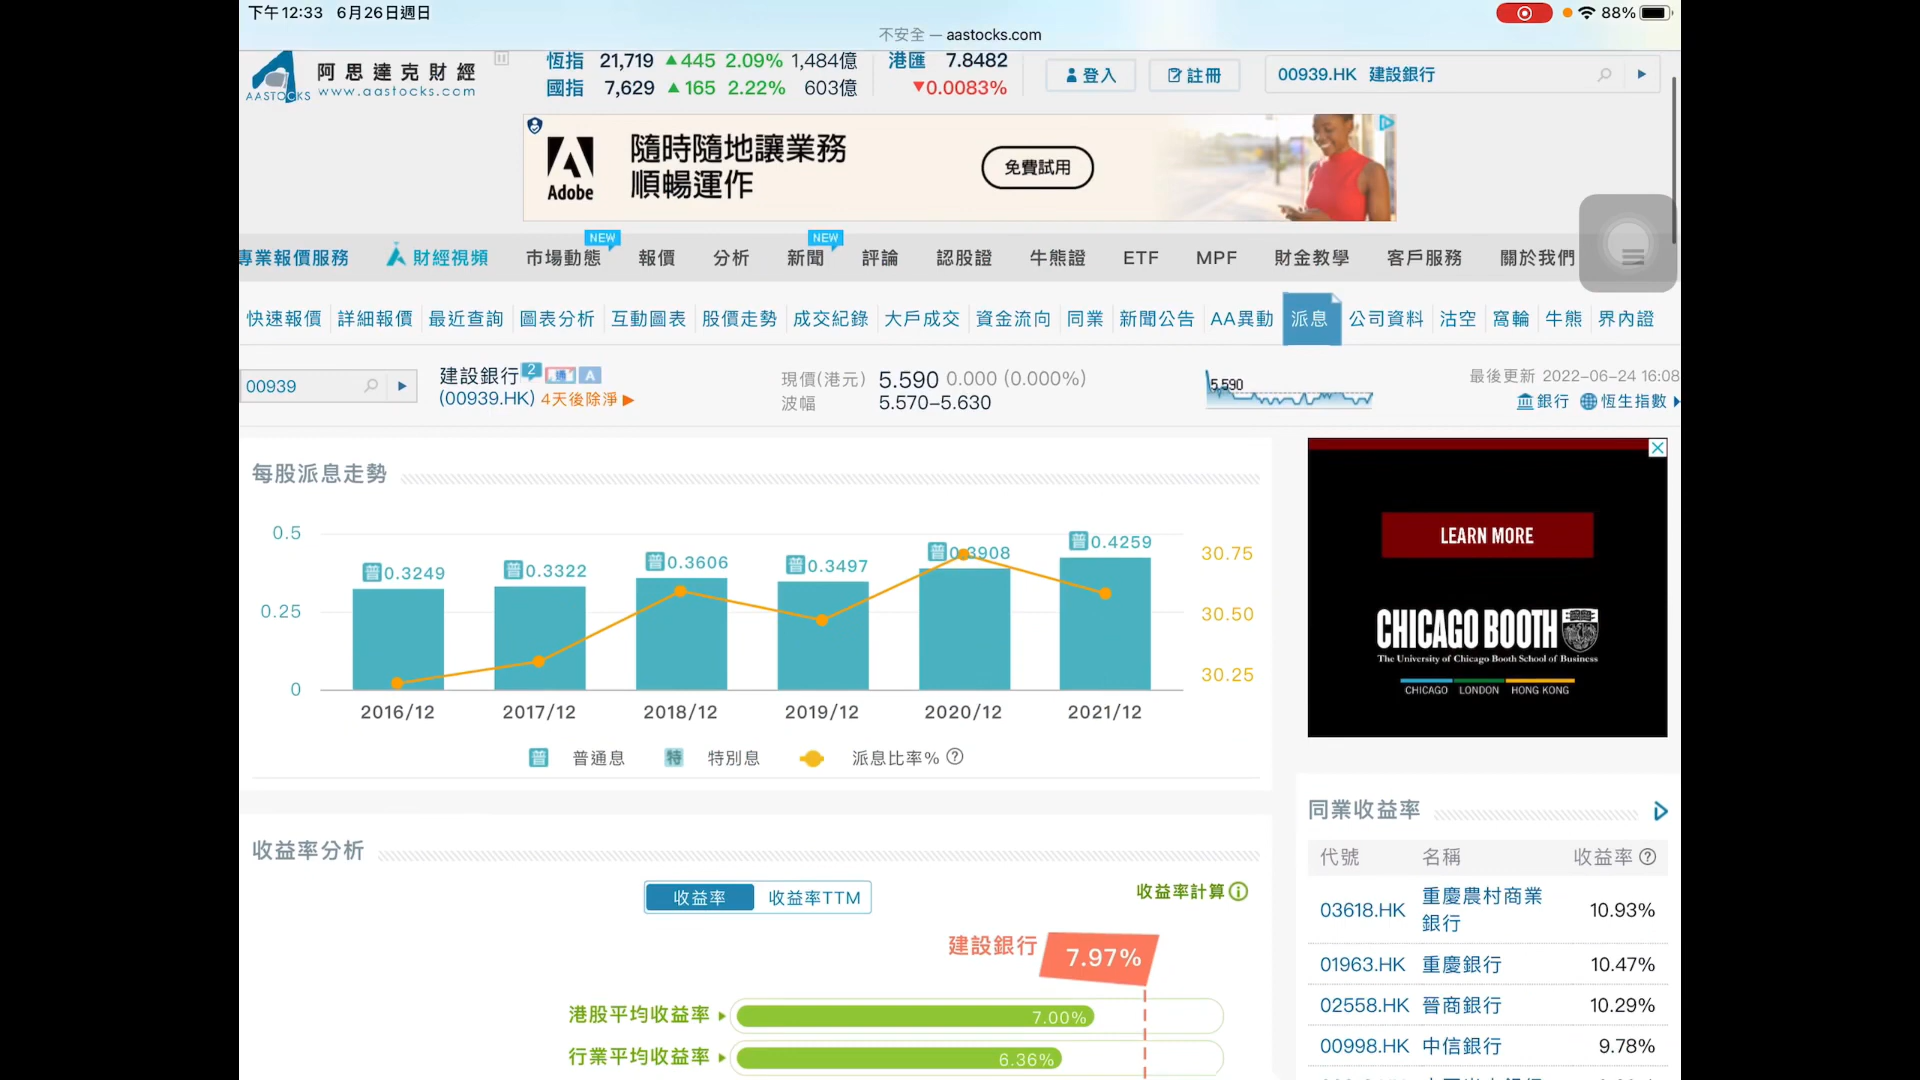 下午12:33 6月26日週日
88%
不安全 — aastocks.com
阿思達克財經
www.aastocks.com
AASTOCKS
恆指 21,719 ▲445 2.09% 1,484億
國指 7,629 ▲165 2.22% 603億
港匯 7.8482
▼0.0083%
登入
註冊
00939.HK 建設銀行
Adobe
隨時隨地讓業務
順暢運作
免費試用
專業報價服務 財經視頻 市場動態 NEW 報價 分析 新聞 NEW 評論 認股證 牛熊證 ETF MPF 財金教學 客戶服務 關於我們
快速報價 詳細報價 最近查詢 圖表分析 互動圖表 股價走勢 成交紀錄 大戶成交 資金流向 同業 新聞公告 AA異動 派息 公司資料 沽空 窩輪 牛熊 界內證
00939
建設銀行 2 A
(00939.HK) 4天後除淨
現價(港元) 5.590 0.000 (0.000%)
波幅 5.570–5.630
5.590
最後更新 2022-06-24 16:08
銀行 恆生指數
每股派息走勢
0.5
0.25
0
普0.3249
普0.3322
普0.3606
普0.3497
普0.3908
普0.4259
30.75
30.50
30.25
2016/12 2017/12 2018/12 2019/12 2020/12 2021/12
普 普通息 特 特別息 派息比率%
收益率分析
收益率 收益率TTM
收益率計算
建設銀行 7.97%
港股平均收益率 7.00%
行業平均收益率 6.36%
LEARN MORE
CHICAGO BOOTH
The University of Chicago Booth School of Business
CHICAGO LONDON HONG KONG
同業收益率
代號 名稱 收益率
03618.HK 重慶農村商業銀行 10.93%
01963.HK 重慶銀行 10.47%
02558.HK 晉商銀行 10.29%
00998.HK 中信銀行 9.78%